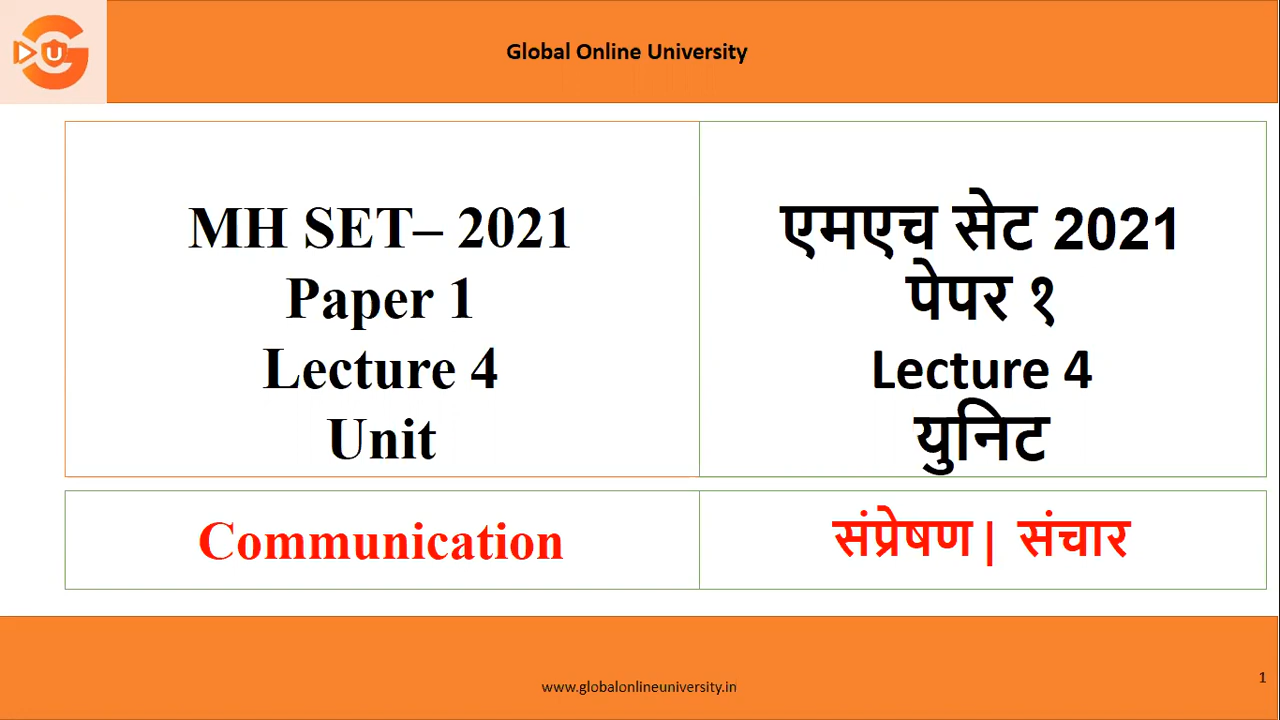 U
Global Online University
MH SET– 2021
Paper 1
Lecture 4
Unit
एमएच सेट 2021
पेपर १
Lecture 4
युनिट
Communication
संप्रेषण| संचार
www.globalonlineuniversity.in
1